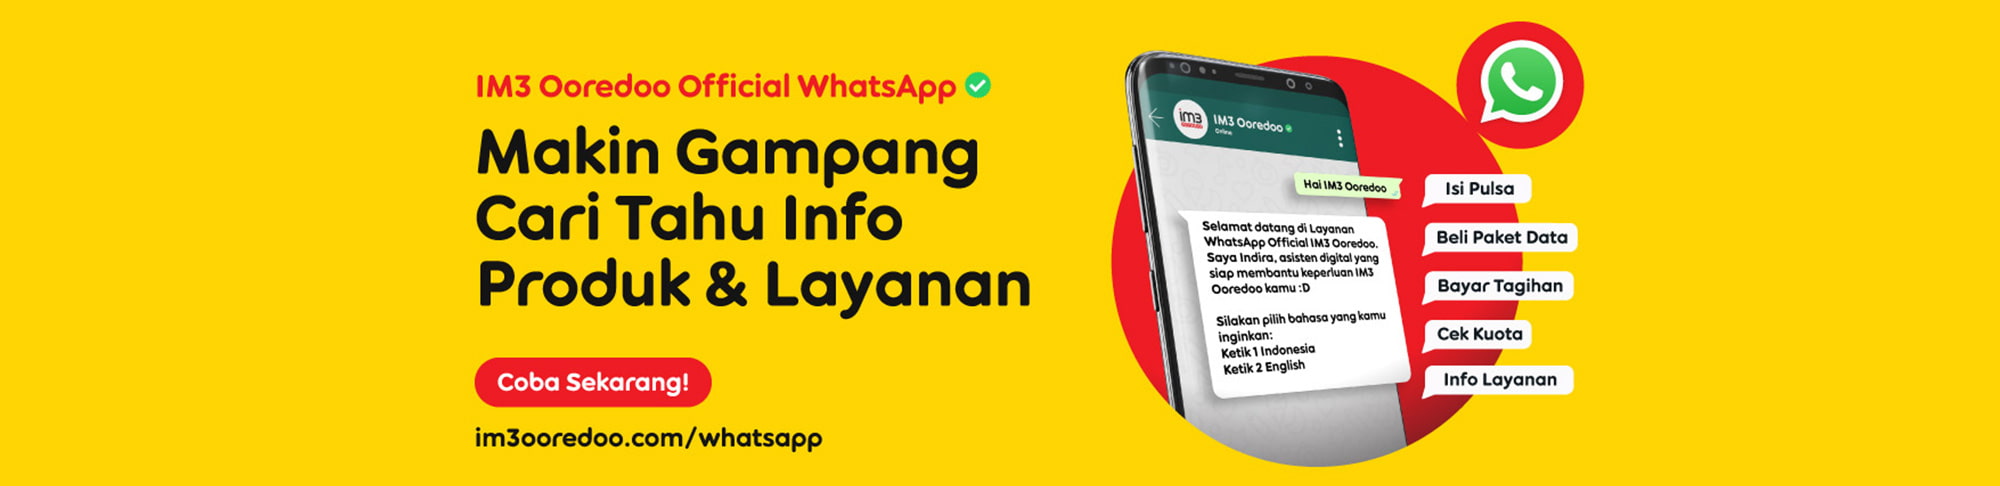 IM3 Ooredoo Official WhatsApp
Makin Gampang
Cari Tahu Info
Produk & Layanan
Coba Sekarang!
im3ooredoo.com/whatsapp
im3
IM3 Ooredoo
Online
Hai IM3 Ooredoo
Selamat datang di Layanan
WhatsApp Official IM3 Ooredoo.
Saya Indira, asisten digital yang
siap membantu keperluan IM3
Ooredoo kamu :D
Silakan pilih bahasa yang kamu
inginkan:
Ketik 1 Indonesia
Ketik 2 English
Isi Pulsa
Beli Paket Data
Bayar Tagihan
Cek Kuota
Info Layanan